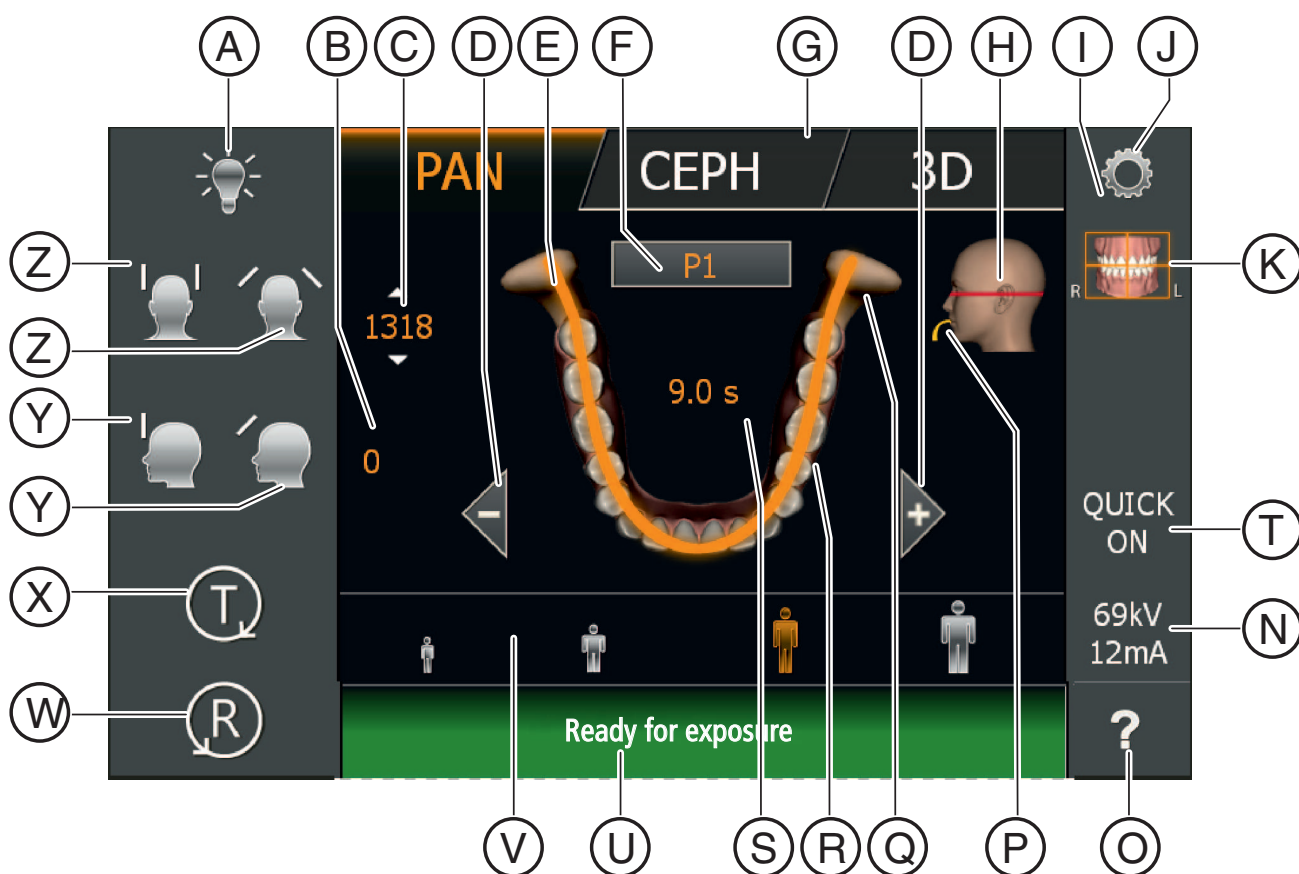 A B C D E F G D H I J
PAN CEPH 3D
Z K
P1
R L
1318
Z
9.0 s
Y
0
Y
- +
QUICK
ON
T
X T
69kV
12mA
N
W R
Ready for exposure
?
V U S R Q P O